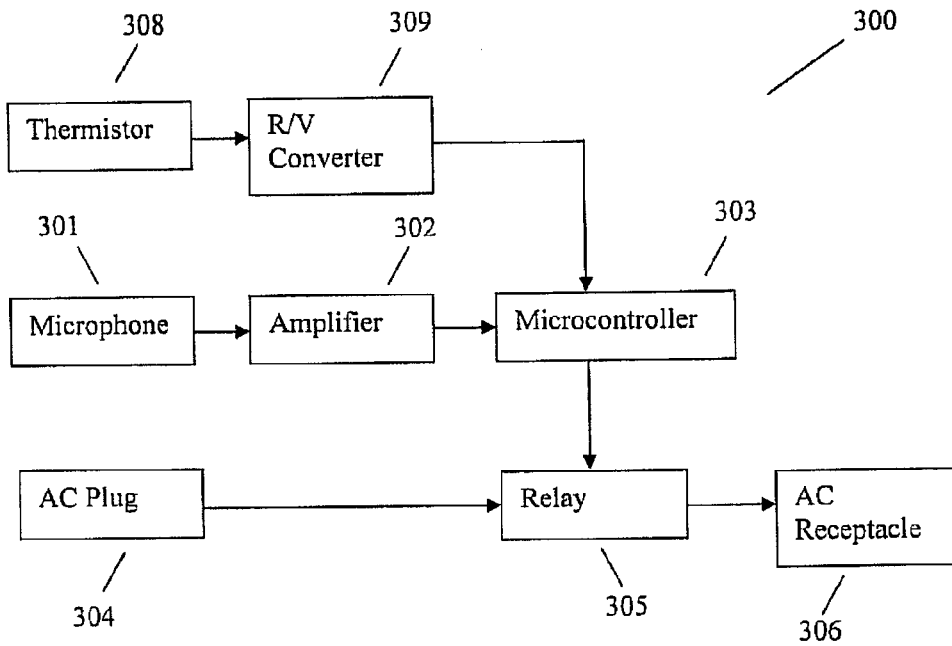 308
309
300
Thermistor
R/V
Converter
301
302
303
Microphone
Amplifier
Microcontroller
AC Plug
Relay
AC
Receptacle
304
305
306